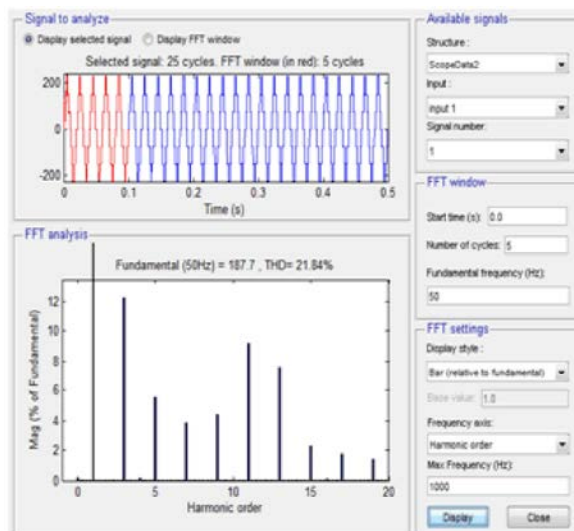 Signal to analyze
Display selected signal
Display FFT window
Selected signal: 25 cycles. FFT window (in red): 5 cycles
200
0
-200
0 0.1 0.2 0.3 0.4 0.5
Time (s)
FFT analysis
Fundamental (50Hz) = 187.7 , THD= 21.84%
Mag (% of Fundamental)
12
10
8
6
4
2
0
0 5 10 15 20
Harmonic order
Available signals
Structure :
ScopeData2
Input :
input 1
Signal number:
1
FFT window
Start time (s): 0.0
Number of cycles: 5
Fundamental frequency (Hz):
50
FFT settings
Display style :
Bar (relative to fundamental)
Base value: 1.0
Frequency axis:
Harmonic order
Max Frequency (Hz):
1000
Display
Close